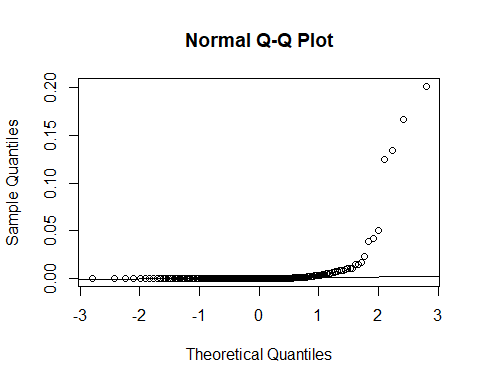 Normal Q-Q Plot
Sample Quantiles
0.20
0.15
0.10
0.05
0.00
-3 -2 -1 0 1 2 3
Theoretical Quantiles